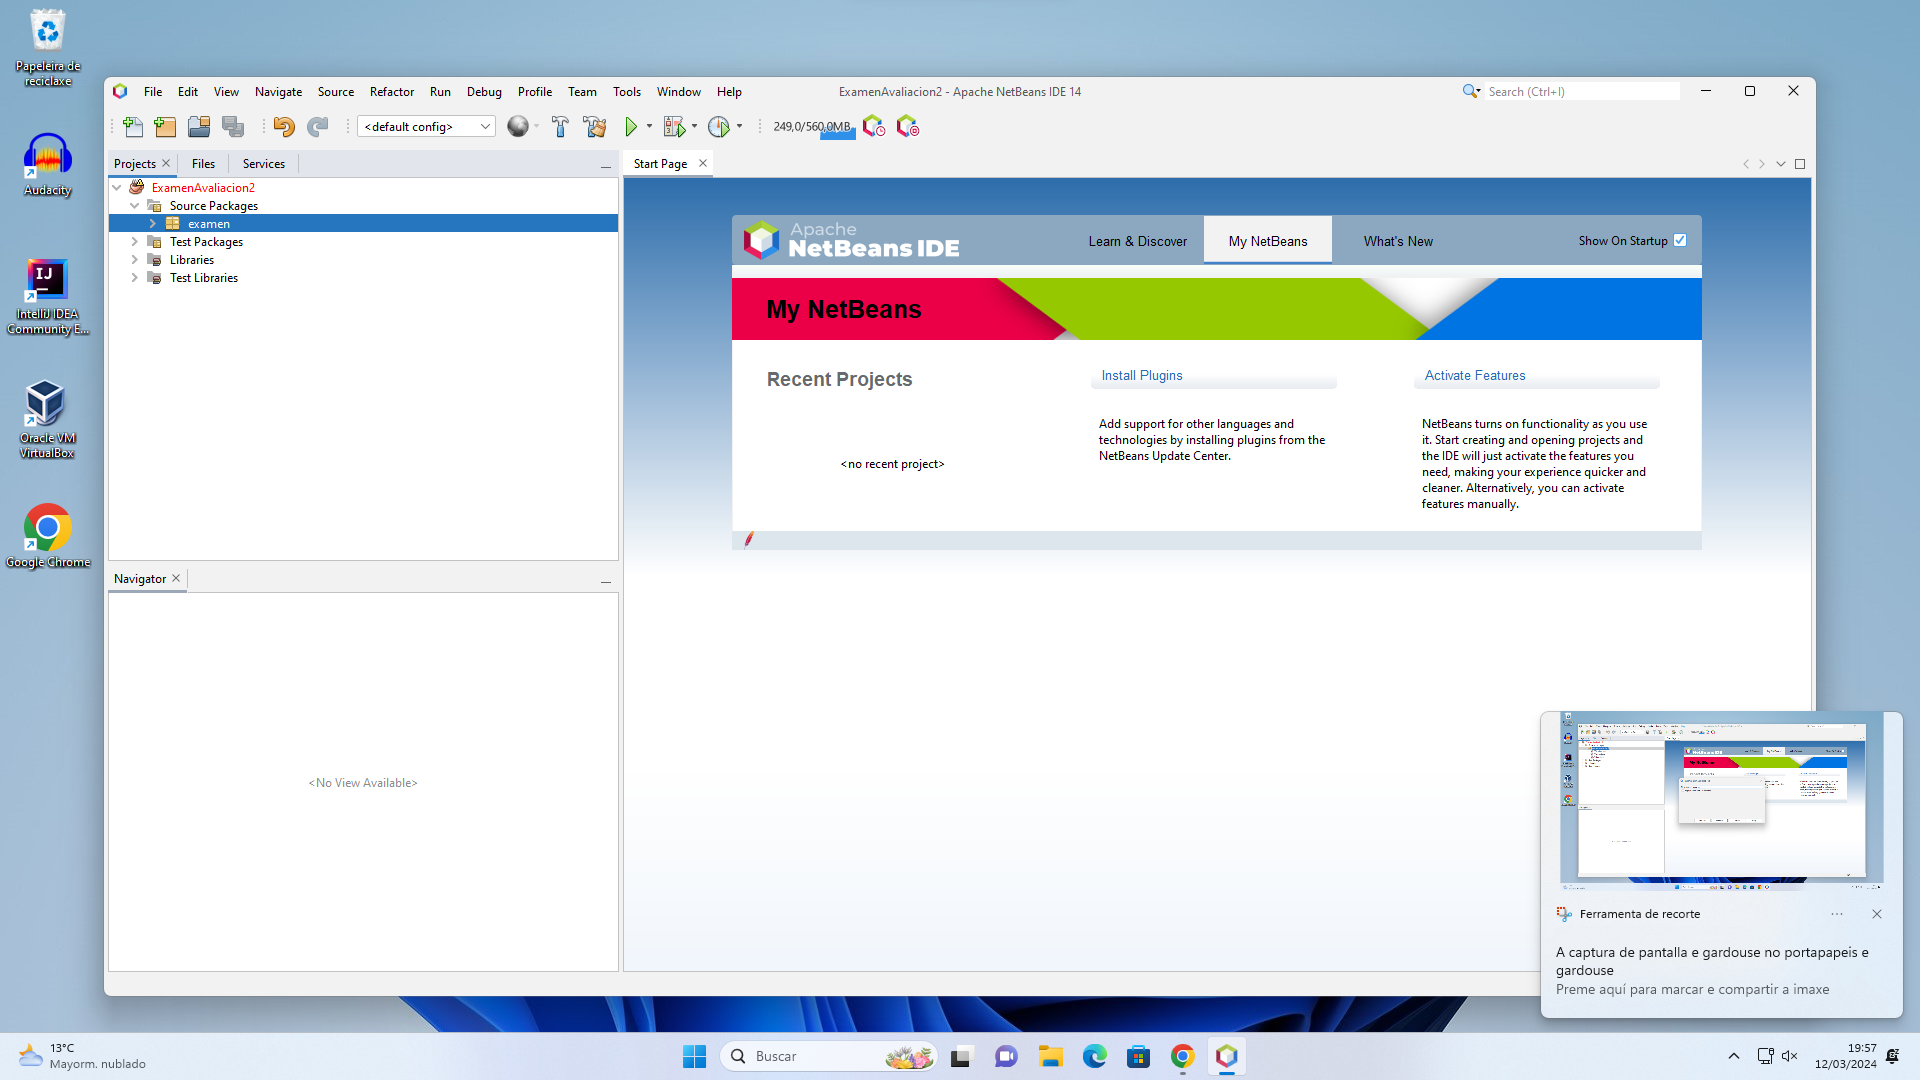 Papeleira de
reciclaxe
Audacity
IntelliJ IDEA
Community E...
Oracle VM
VirtualBox
Google Chrome
File Edit View Navigate Source Refactor Run Debug Profile Team Tools Window Help
ExamenAvaliacion2 - Apache NetBeans IDE 14
Search (Ctrl+I)
<default config>
249,0/560,0MB
Projects
Files
Services
ExamenAvaliacion2
Source Packages
examen
Test Packages
Libraries
Test Libraries
Navigator
<No View Available>
Start Page
Apache
NetBeans IDE
Learn & Discover
My NetBeans
What's New
Show On Startup
My NetBeans
Recent Projects
<no recent project>
Install Plugins
Add support for other languages and
technologies by installing plugins from the
NetBeans Update Center.
Activate Features
NetBeans turns on functionality as you use
it. Start creating and opening projects and
the IDE will just activate the features you
need, making your experience quicker and
cleaner. Alternatively, you can activate
features manually.
Ferramenta de recorte
A captura de pantalla e gardouse no portapapeis e
gardouse
Preme aquí para marcar e compartir a imaxe
13°C
Mayorm. nublado
Buscar
19:57
12/03/2024